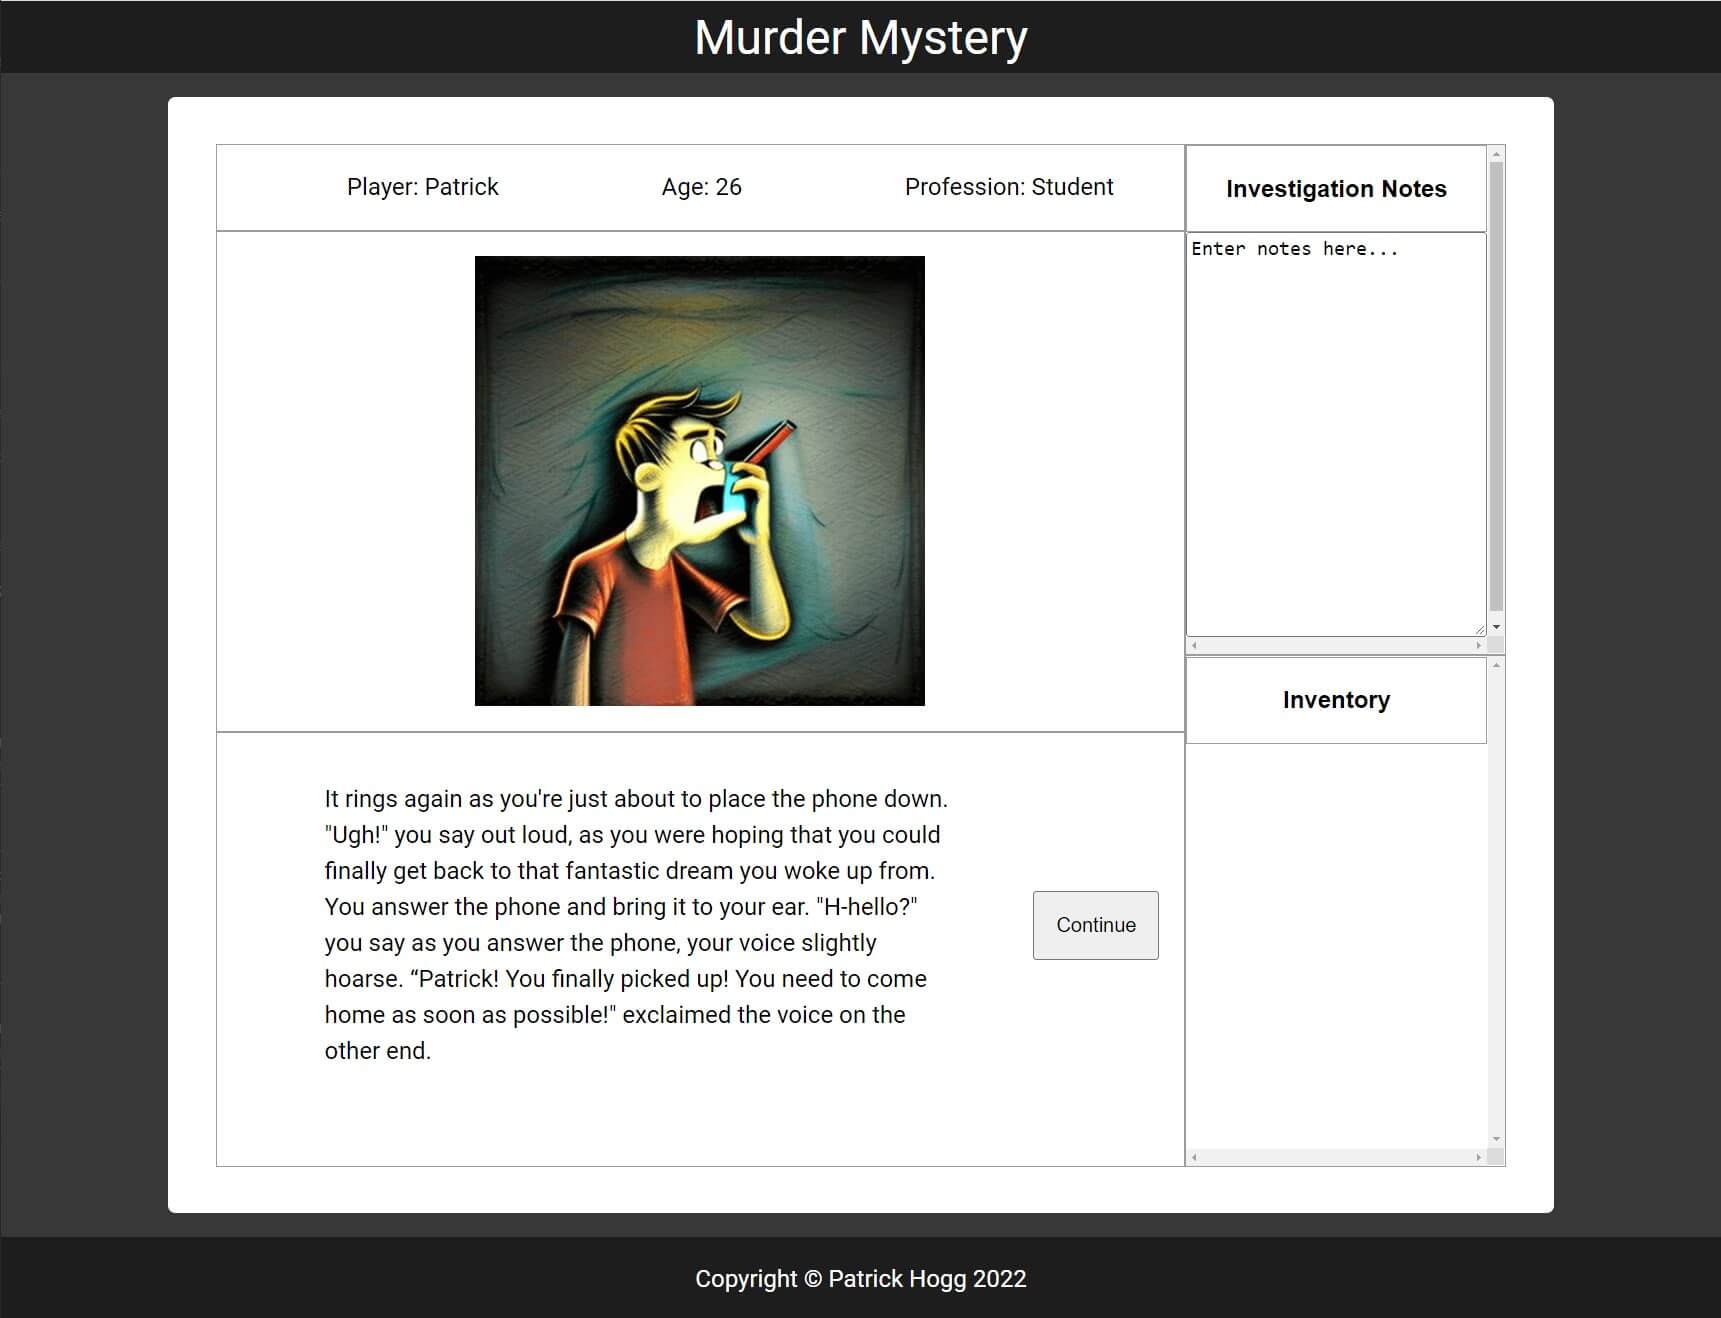 Murder Mystery
Player: Patrick
Age: 26
Profession: Student
Investigation Notes
Enter notes here...
Inventory
It rings again as you're just about to place the phone down.
"Ugh!" you say out loud, as you were hoping that you could
finally get back to that fantastic dream you woke up from.
You answer the phone and bring it to your ear. "H-hello?"
you say as you answer the phone, your voice slightly
hoarse. “Patrick! You finally picked up! You need to come
home as soon as possible!" exclaimed the voice on the
other end.
Continue
Copyright © Patrick Hogg 2022